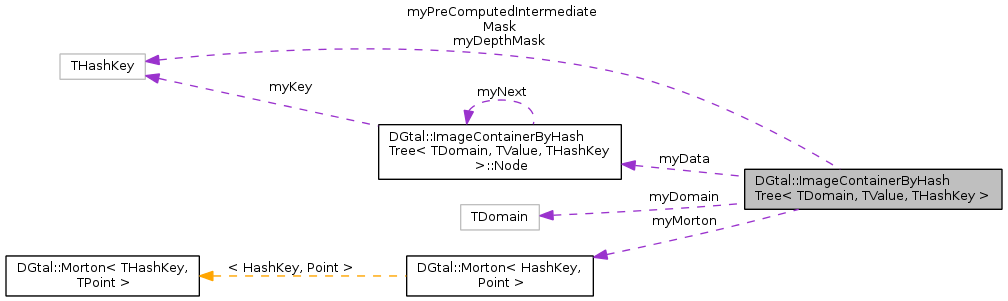 myPreComputedIntermediate
Mask
myDepthMask
THashKey
myKey
myNext
DGtal::ImageContainerByHash
Tree< TDomain, TValue, THashKey
>::Node
myData
DGtal::ImageContainerByHash
Tree< TDomain, TValue, THashKey >
myDomain
TDomain
myMorton
DGtal::Morton< THashKey,
TPoint >
< HashKey, Point >
DGtal::Morton< HashKey,
Point >